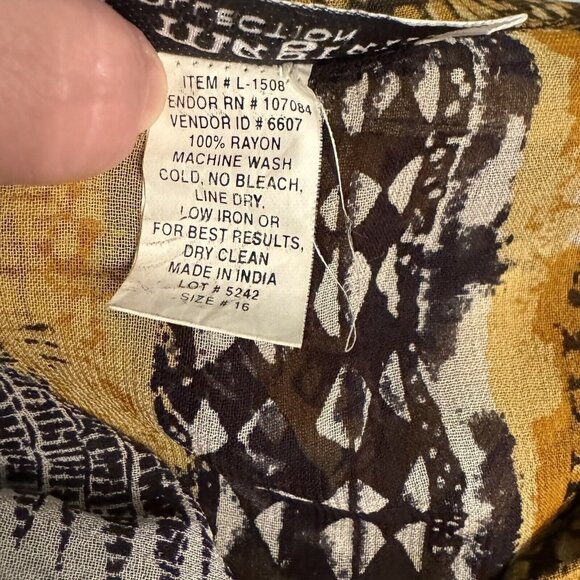 COLLECTION
ITEM # L-1508
ENDOR RN # 107084
VENDOR ID # 6607
100% RAYON
MACHINE WASH
COLD, NO BLEACH,
LINE DRY.
LOW IRON OR
FOR BEST RESULTS,
DRY CLEAN
MADE IN INDIA
LOT # 5242
SIZE # 16